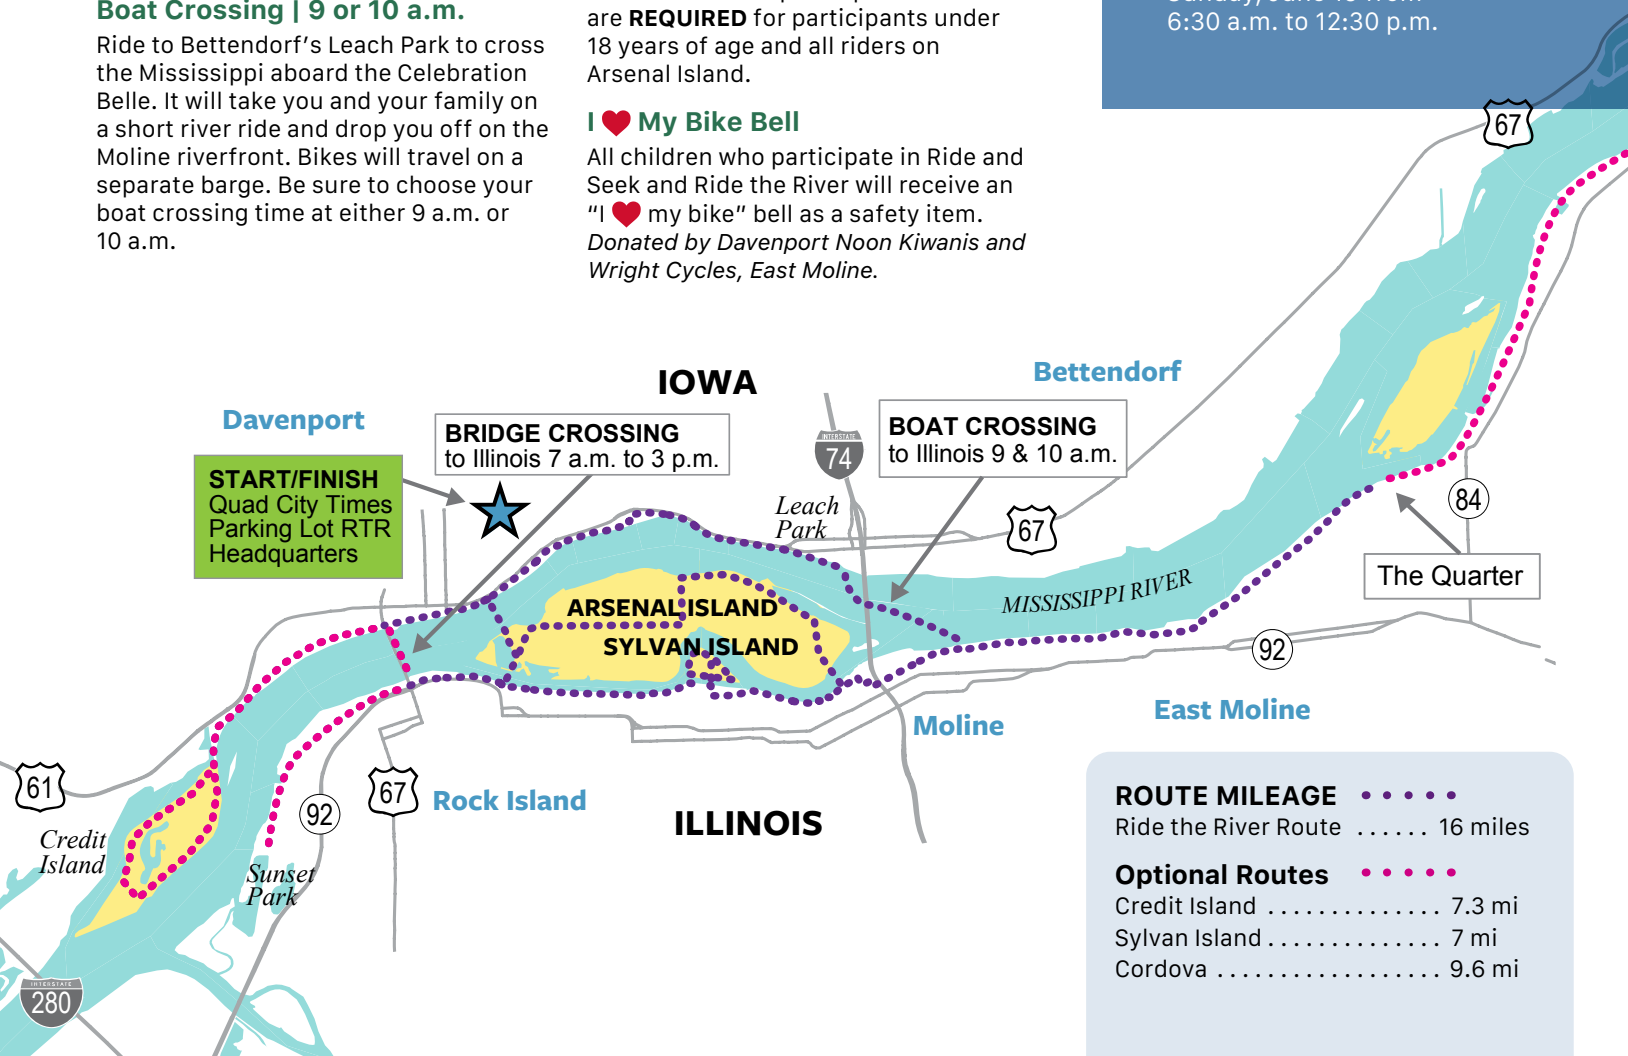 Boat Crossing | 9 or 10 a.m.
Ride to Bettendorf's Leach Park to cross
the Mississippi aboard the Celebration
Belle. It will take you and your family on
a short river ride and drop you off on the
Moline riverfront. Bikes will travel on a
separate barge. Be sure to choose your
boat crossing time at either 9 a.m. or
10 a.m.
are REQUIRED for participants under
18 years of age and all riders on
Arsenal Island.
I ❤ My Bike Bell
All children who participate in Ride and
Seek and Ride the River will receive an
“I ❤ my bike” bell as a safety item.
Donated by Davenport Noon Kiwanis and
Wright Cycles, East Moline.
6:30 a.m. to 12:30 p.m.
67
IOWA
Bettendorf
Davenport
BRIDGE CROSSING
to Illinois 7 a.m. to 3 p.m.
BOAT CROSSING
to Illinois 9 & 10 a.m.
INTERSTATE
74
START/FINISH
Quad City Times
Parking Lot RTR
Headquarters
Leach
Park
67
84
The Quarter
MISSISSIPPI RIVER
ARSENAL ISLAND
SYLVAN ISLAND
92
East Moline
Moline
61
67
Rock Island
92
ILLINOIS
Credit
Island
Sunset
Park
INTERSTATE
280
ROUTE MILEAGE
Ride the River Route ...... 16 miles
Optional Routes
Credit Island .............. 7.3 mi
Sylvan Island .............. 7 mi
Cordova .................. 9.6 mi